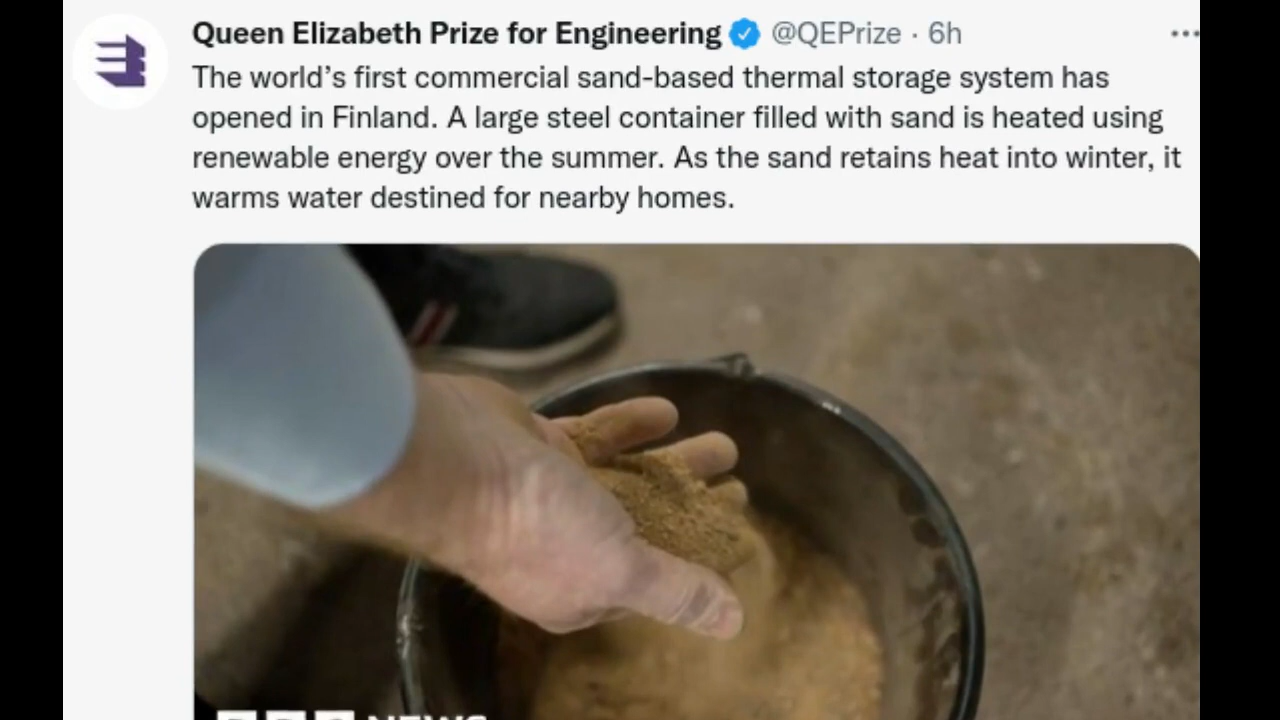 Queen Elizabeth Prize for Engineering @QEPrize · 6h
The world’s first commercial sand-based thermal storage system has
opened in Finland. A large steel container filled with sand is heated using
renewable energy over the summer. As the sand retains heat into winter, it
warms water destined for nearby homes.
NEWS